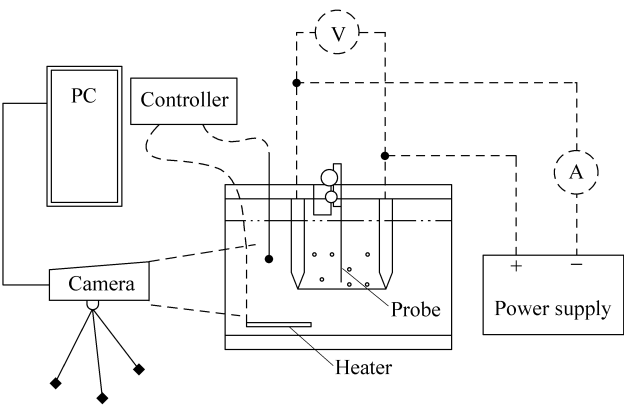 V
PC
Controller
A
Camera
+ −
Probe
Power supply
Heater